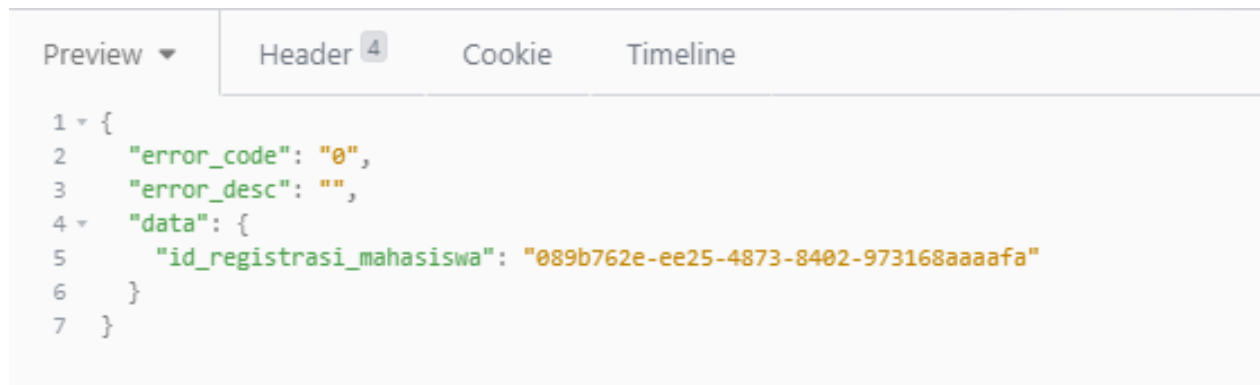 Preview Header 4 Cookie Timeline
1 {
2 "error_code": "0",
3 "error_desc": "",
4 "data": {
5 "id_registrasi_mahasiswa": "089b762e-ee25-4873-8402-973168aaaafa"
6 }
7 }